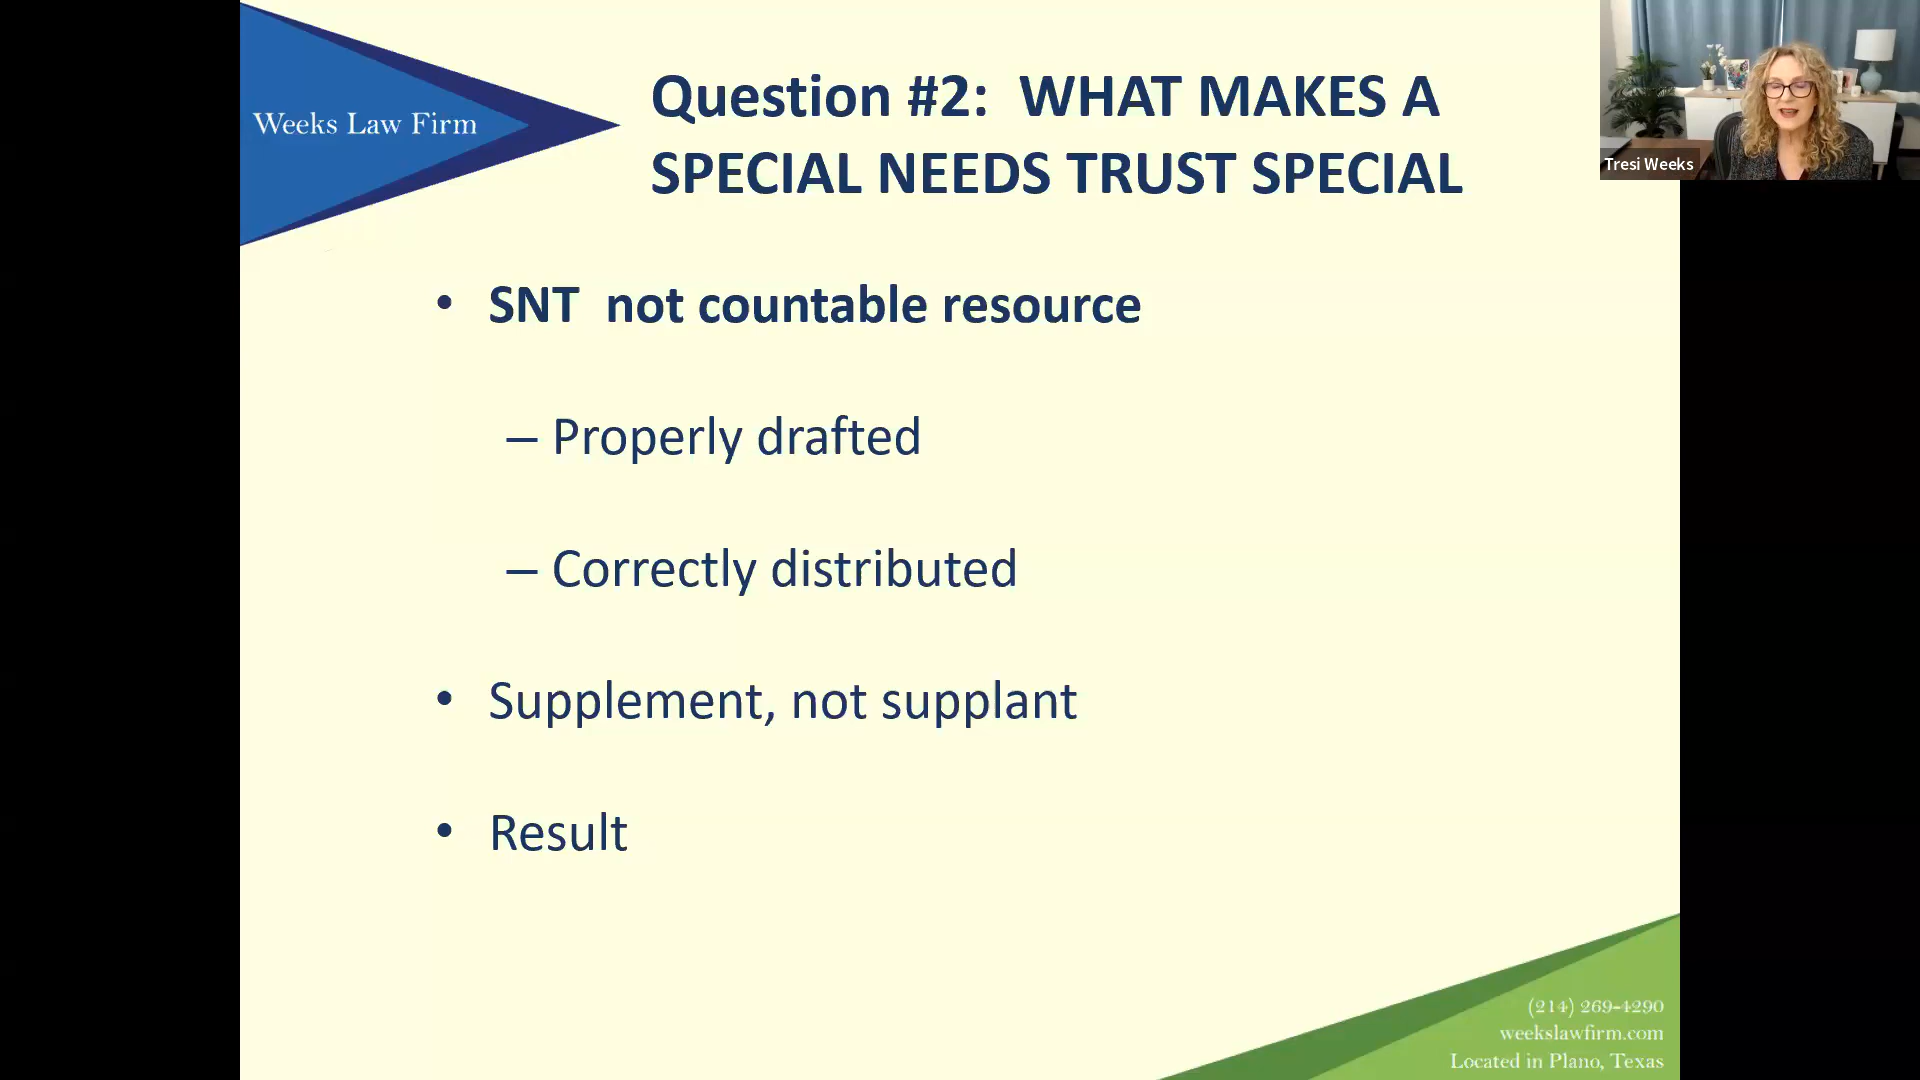 Weeks Law Firm
Question #2: WHAT MAKES A
SPECIAL NEEDS TRUST SPECIAL
Tresi Weeks
• SNT not countable resource
– Properly drafted
– Correctly distributed
• Supplement, not supplant
• Result
(214) 269-4290
weekslawfirm.com
Located in Plano, Texas